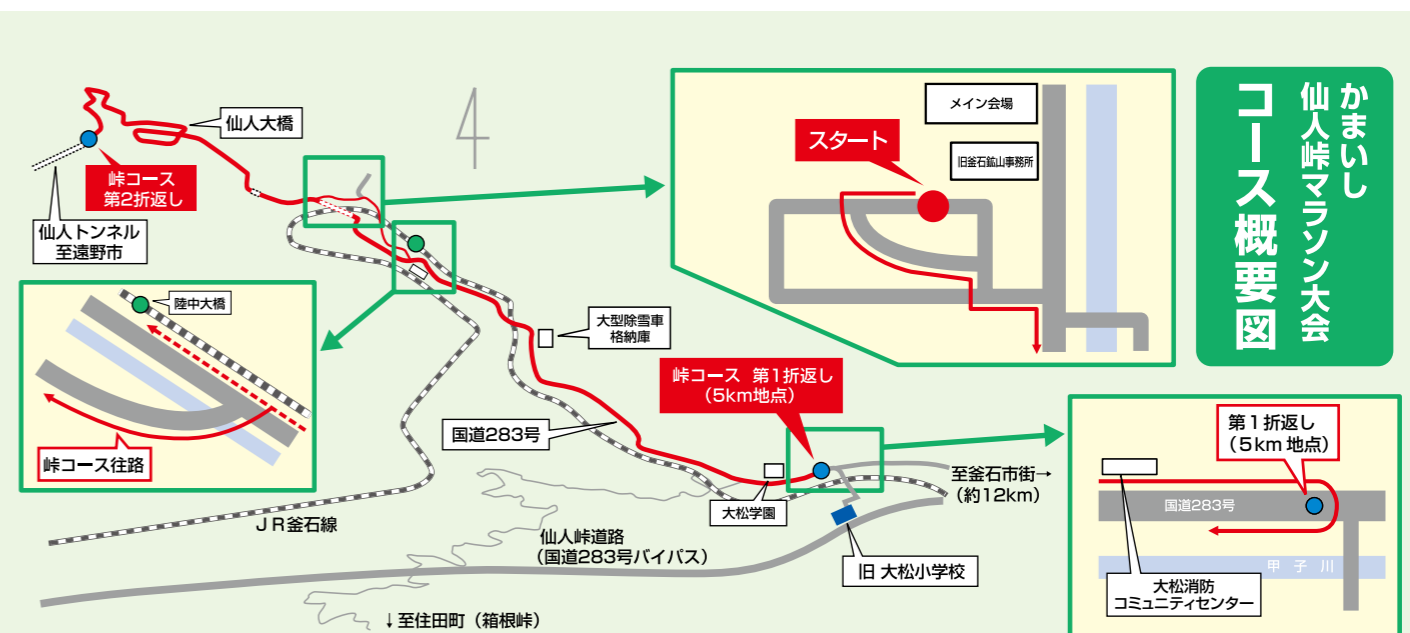 かまいし
仙人峠マラソン大会
コース概要図
仙人大橋
峠コース
第2折返し
仙人トンネル
至遠野市
メイン会場
旧釜石鉱山事務所
スタート
陸中大橋
峠コース往路
大型除雪車
格納庫
国道283号
峠コース 第1折返し
(5km地点)
至釜石市街→
(約12km)
大松学園
JR釜石線
仙人峠道路
(国道283号バイパス)
旧 大松小学校
↓至住田町(箱根峠)
第1折返し
(5km 地点)
国道283号
甲子川
大松消防
コミュニティセンター